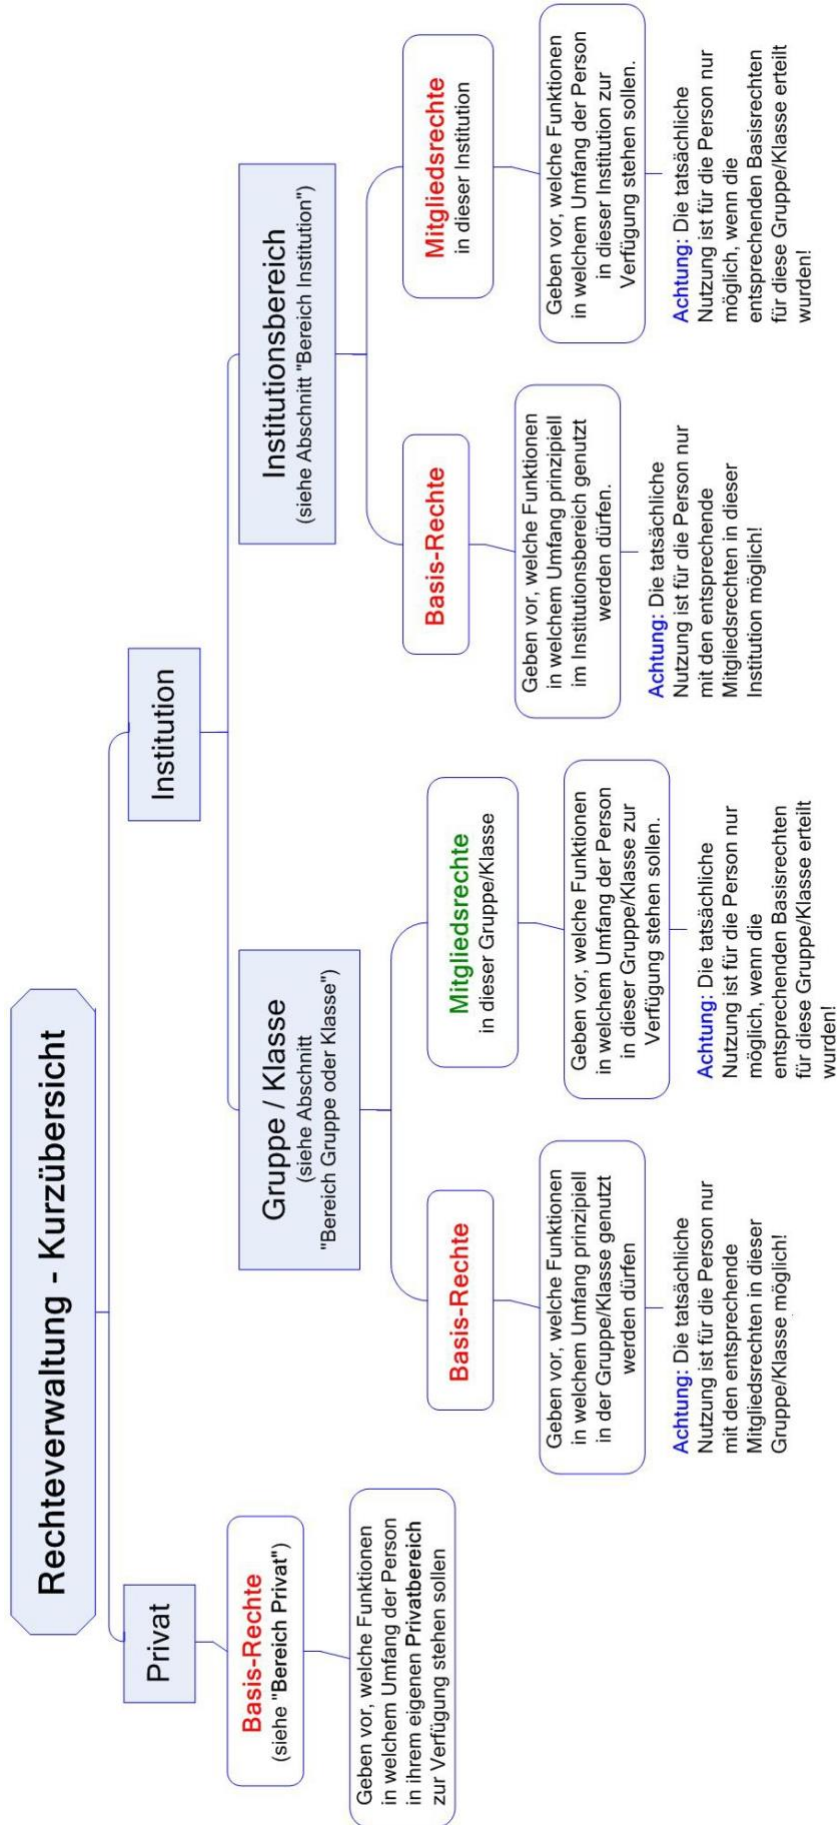 Rechteverwaltung - Kurzübersicht
Privat
Basis-Rechte
(siehe "Bereich Privat")
Geben vor, welche Funktionen
in welchem Umfang der Person
in ihrem eigenen Privatbereich
zur Verfügung stehen sollen
Institution
Gruppe / Klasse
(siehe Abschnitt
"Bereich Gruppe oder Klasse")
Basis-Rechte
Geben vor, welche Funktionen
in welchem Umfang prinzipiell
in der Gruppe/Klasse genutzt
werden dürfen
Achtung: Die tatsächliche
Nutzung ist für die Person nur
mit den entsprechende
Mitgliedsrechten in dieser
Gruppe/Klasse möglich!
Mitgliedsrechte
in dieser Gruppe/Klasse
Geben vor, welche Funktionen
in welchem Umfang der Person
in dieser Gruppe/Klasse zur
Verfügung stehen sollen.
Achtung: Die tatsächliche
Nutzung ist für die Person nur
möglich, wenn die
entsprechenden Basisrechten
für diese Gruppe/Klasse erteilt
wurden!
Institutionsbereich
(siehe Abschnitt "Bereich Institution")
Basis-Rechte
Geben vor, welche Funktionen
in welchem Umfang prinzipiell
im Institutionsbereich genutzt
werden dürfen.
Achtung: Die tatsächliche
Nutzung ist für die Person nur
mit den entsprechende
Mitgliedsrechten in dieser
Institution möglich!
Mitgliedsrechte
in dieser Institution
Geben vor, welche Funktionen
in welchem Umfang der Person
in dieser Institution zur
Verfügung stehen sollen.
Achtung: Die tatsächliche
Nutzung ist für die Person nur
möglich, wenn die
entsprechenden Basisrechten
für diese Gruppe/Klasse erteilt
wurden!